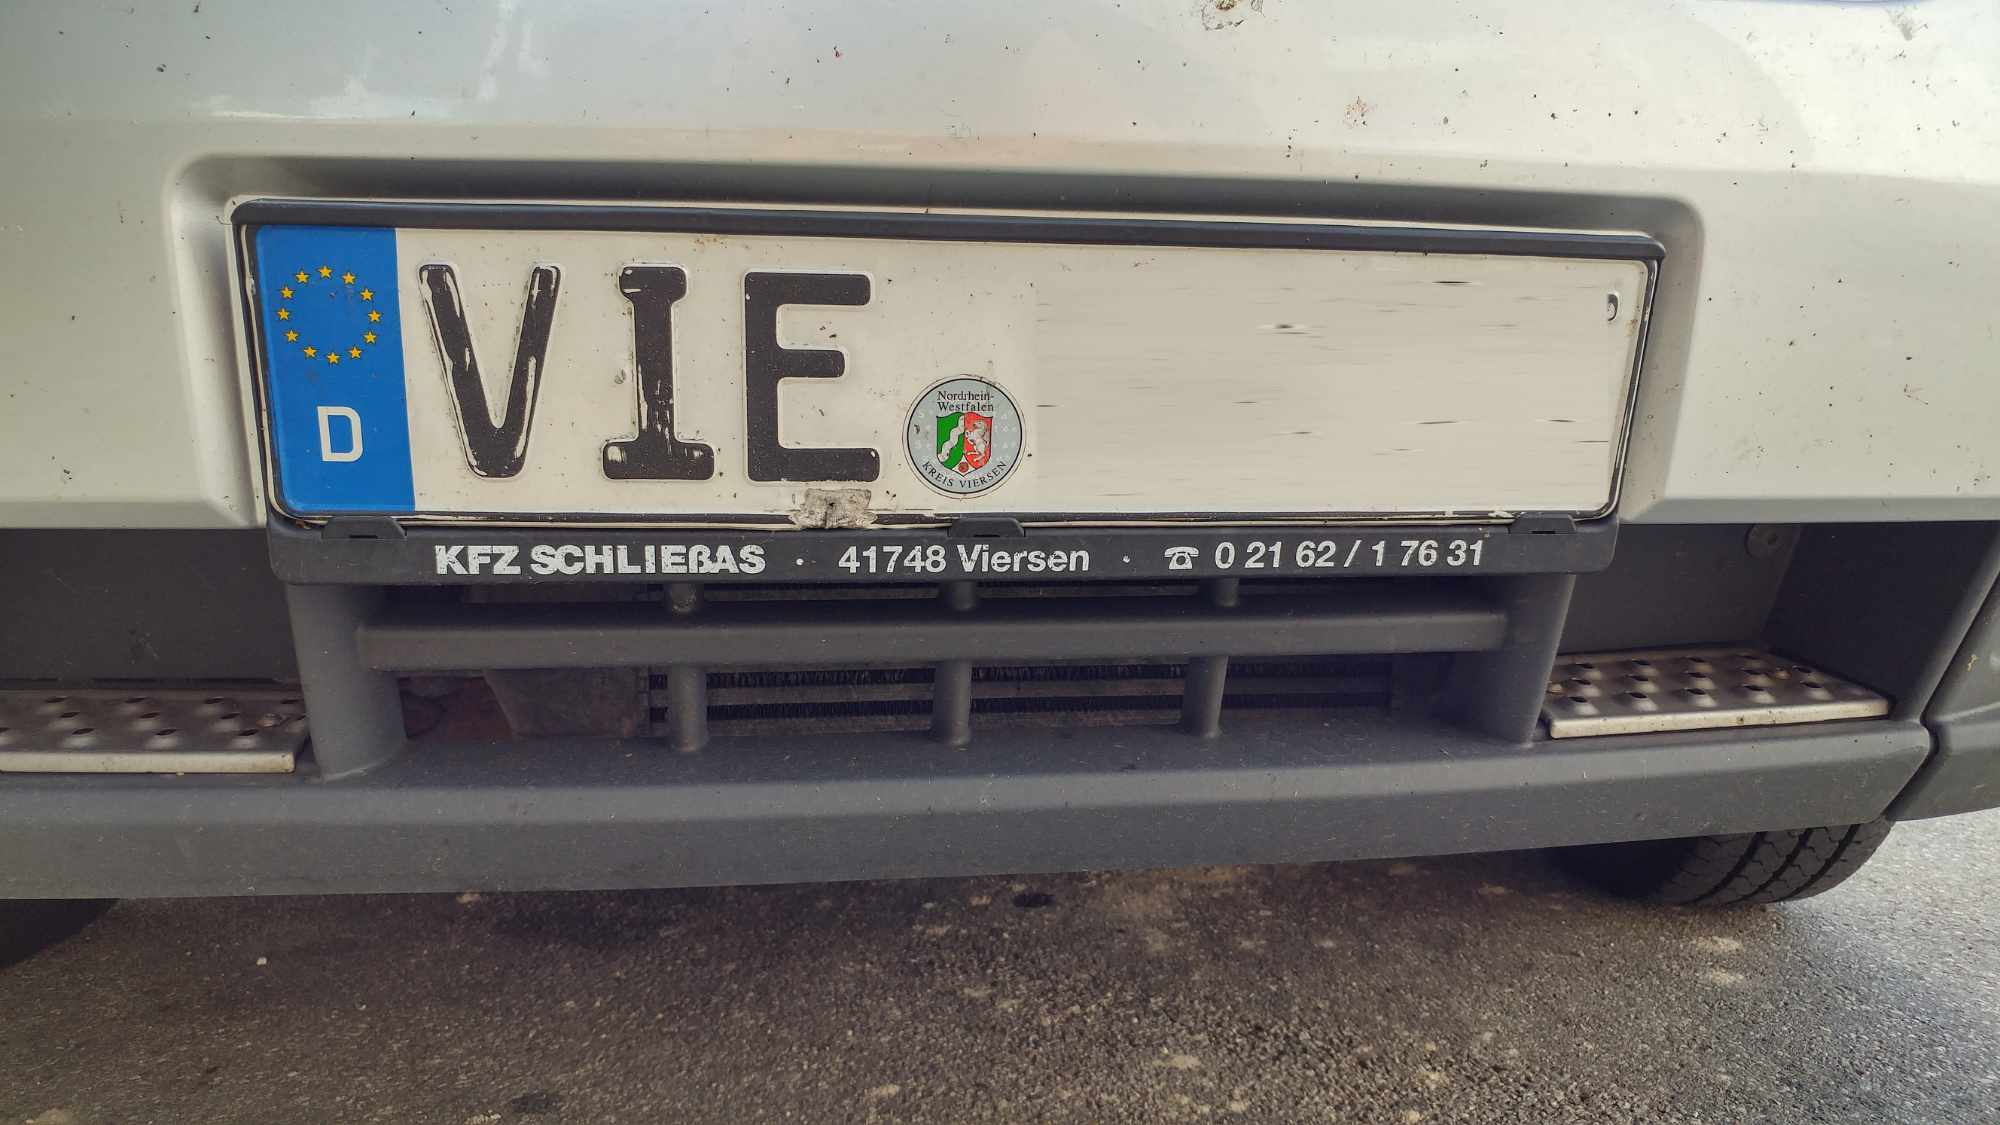 D
VIE
Nordrhein-
Westfalen
KREIS VIERSEN
KFZ SCHLIEßAS · 41748 Viersen · ☎ 0 21 62 / 1 76 31